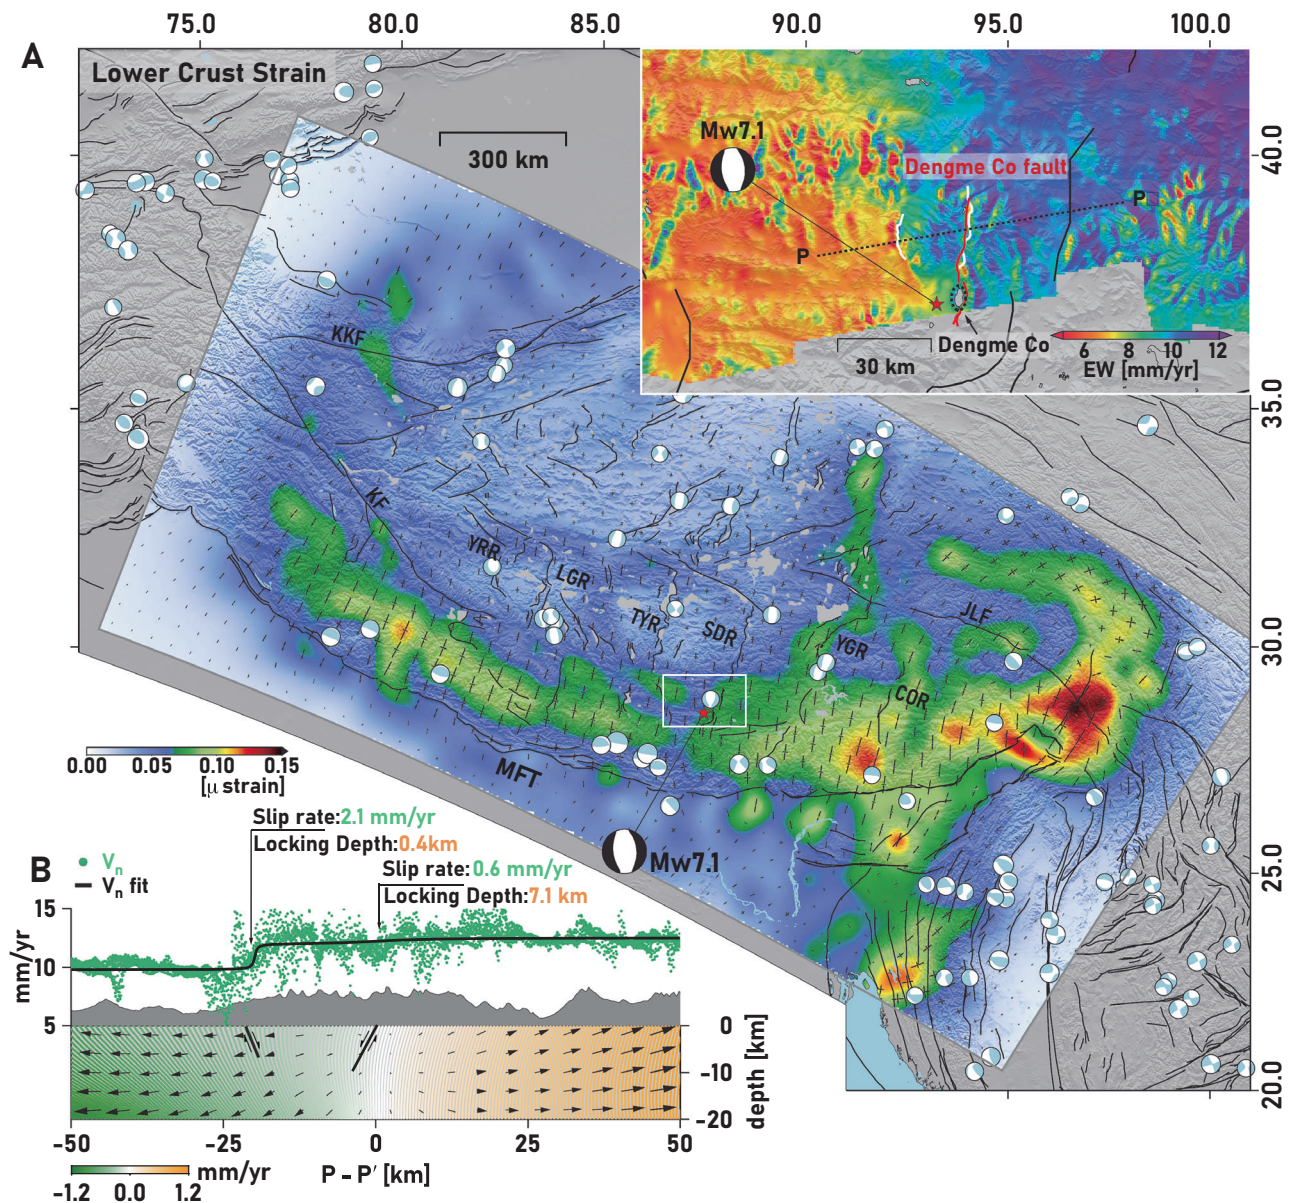 75.0 80.0 85.0 90.0 95.0 100.0
A
Lower Crust Strain
300 km
Mw7.1
Dengme Co fault
P
P
Dengme Co
30 km
6 8 10 12
EW [mm/yr]
40.0
35.0
30.0
25.0
20.0
KKF
KF
YRR
LGR
TYR
SDR
YGR
JLF
COR
MFT
0.00 0.05 0.10 0.15
[μ strain]
Mw7.1
Slip rate:2.1 mm/yr
Locking Depth:0.4km
Slip rate: 0.6 mm/yr
Locking Depth:7.1 km
B
Vn
Vn fit
15
10
5
mm/yr
0
-10
-20
depth [km]
-50 -25 0 25 50
P - P' [km]
mm/yr
-1.2 0.0 1.2